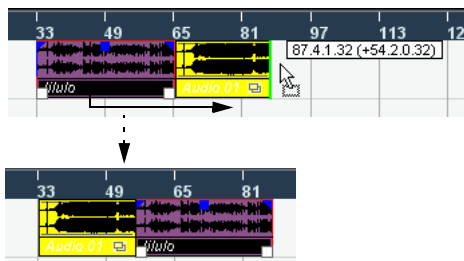 33 49 65 81 97 113 12
87.4.1.32 (+54.2.0.32)
lilulo Audio 01
33 49 65 81
Audio 01 lilulo